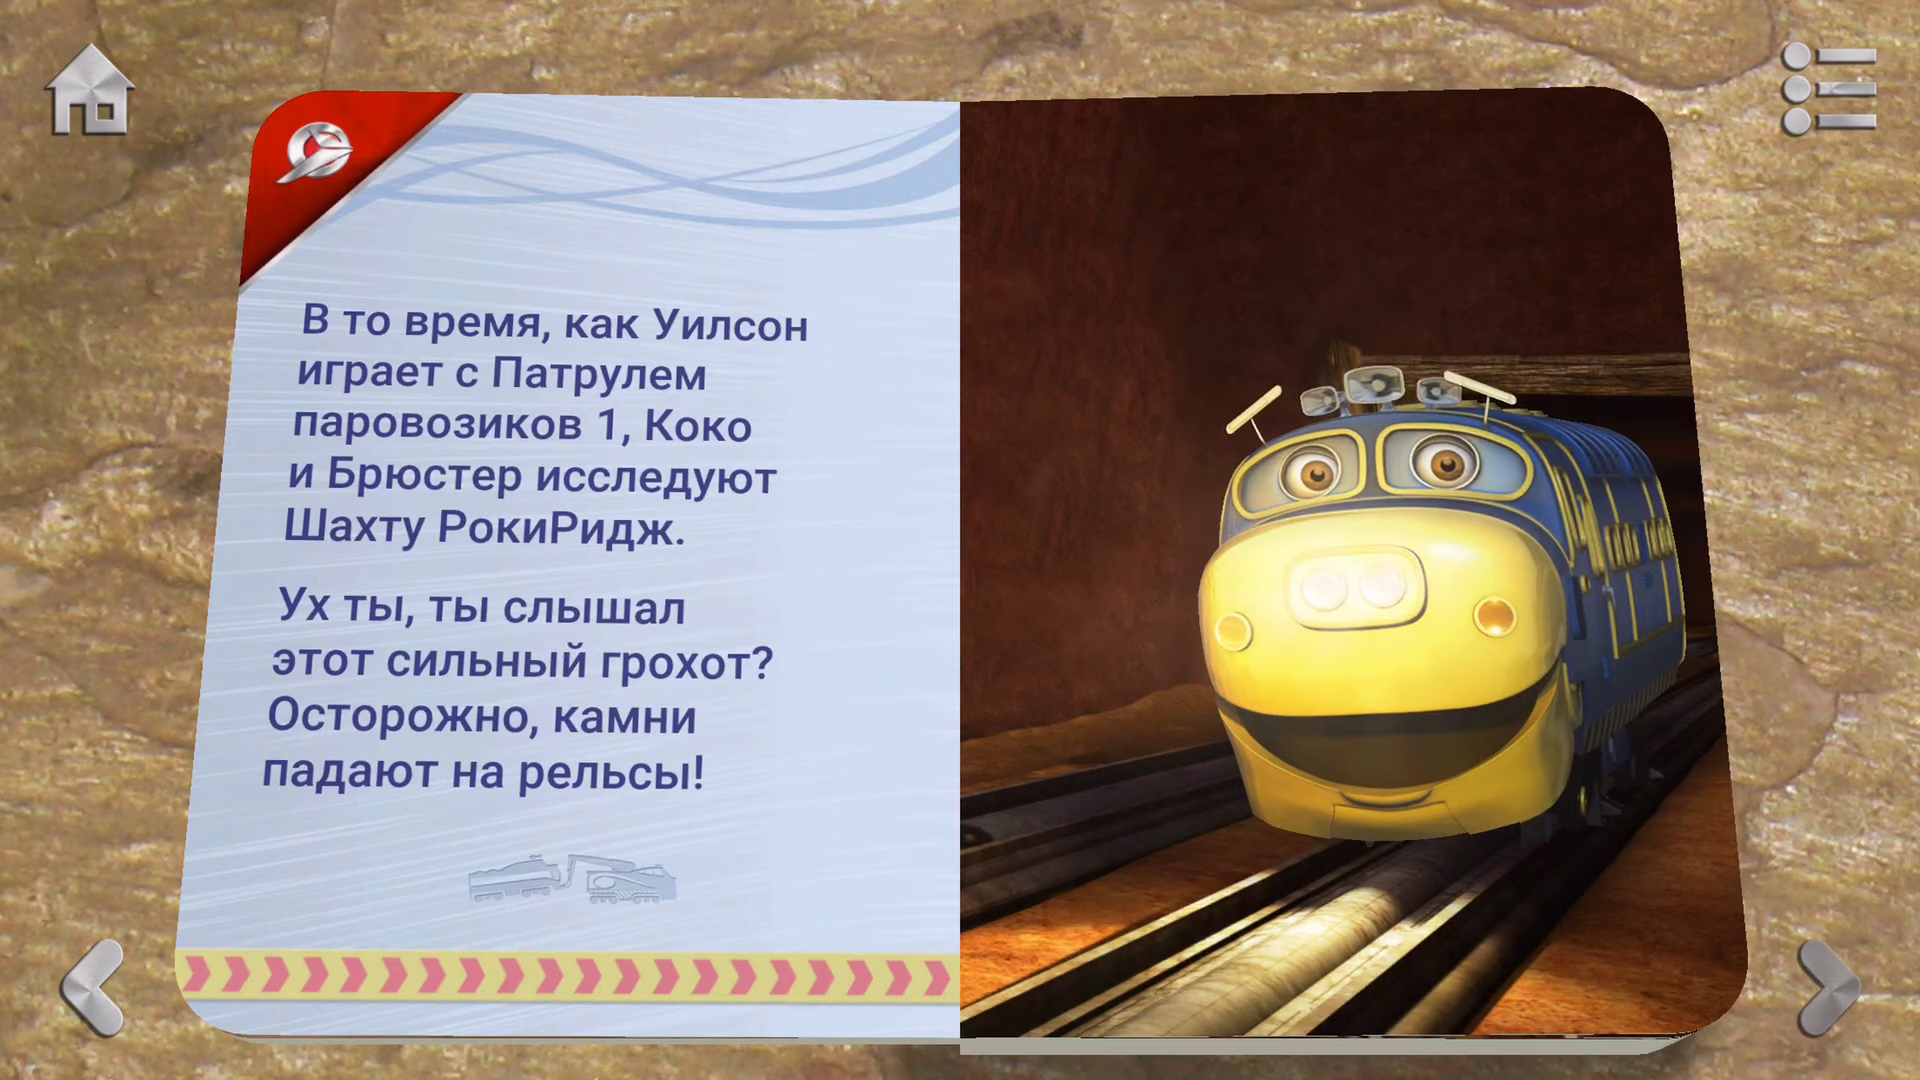 В то время, как Уилсон
играет с Патрулем
паровозиков 1, Коко
и Брюстер исследуют
Шахту РокиРидж.
Ух ты, ты слышал
этот сильный грохот?
Осторожно, камни
падают на рельсы!